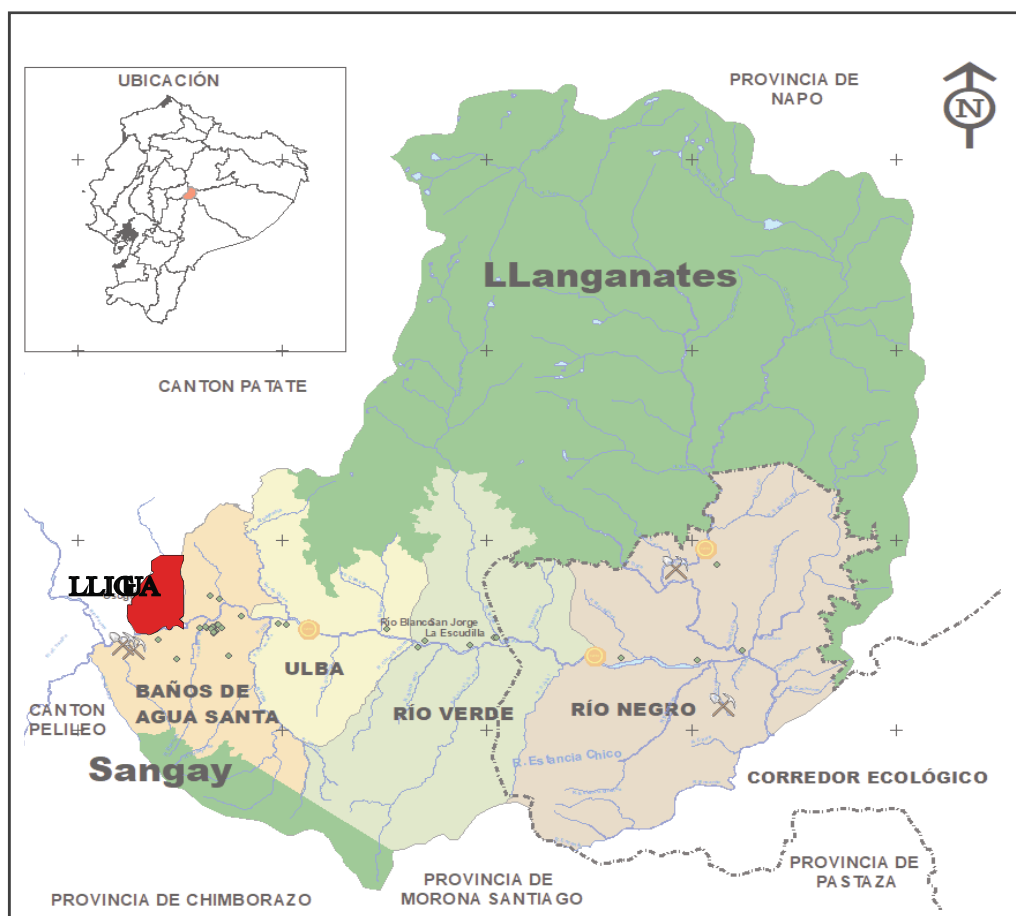 UBICACIÓN
PROVINCIA DE
NAPO
N
LLanganates
CANTON PATATE
LLIGUA
Río Blanco
San Jorge
La Escudilla
ULBA
BAÑOS DE
AGUA SANTA
RÍO VERDE
RÍO NEGRO
CANTON
PELILEO
Sangay
R. Estancia Chico
CORREDOR ECOLÓGICO
PROVINCIA DE
PASTAZA
PROVINCIA DE
MORONA SANTIAGO
PROVINCIA DE CHIMBORAZO